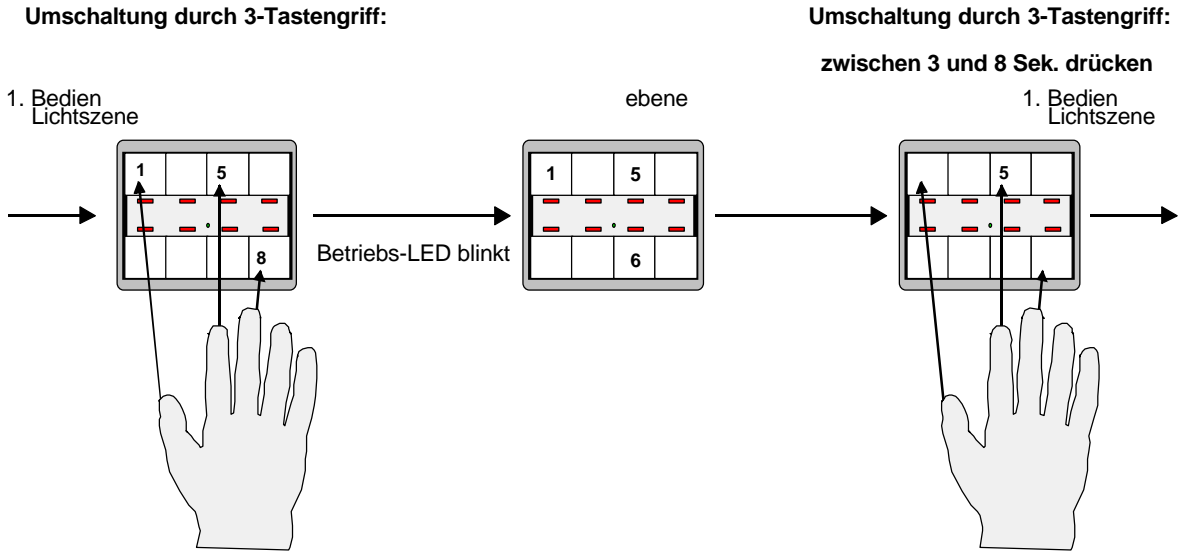 Umschaltung durch 3-Tastengriff:
Umschaltung durch 3-Tastengriff:
zwischen 3 und 8 Sek. drücken
1. Bedien
Lichtszene
ebene
1. Bedien
Lichtszene
1 5
8
Betriebs-LED blinkt
1 5
6
5